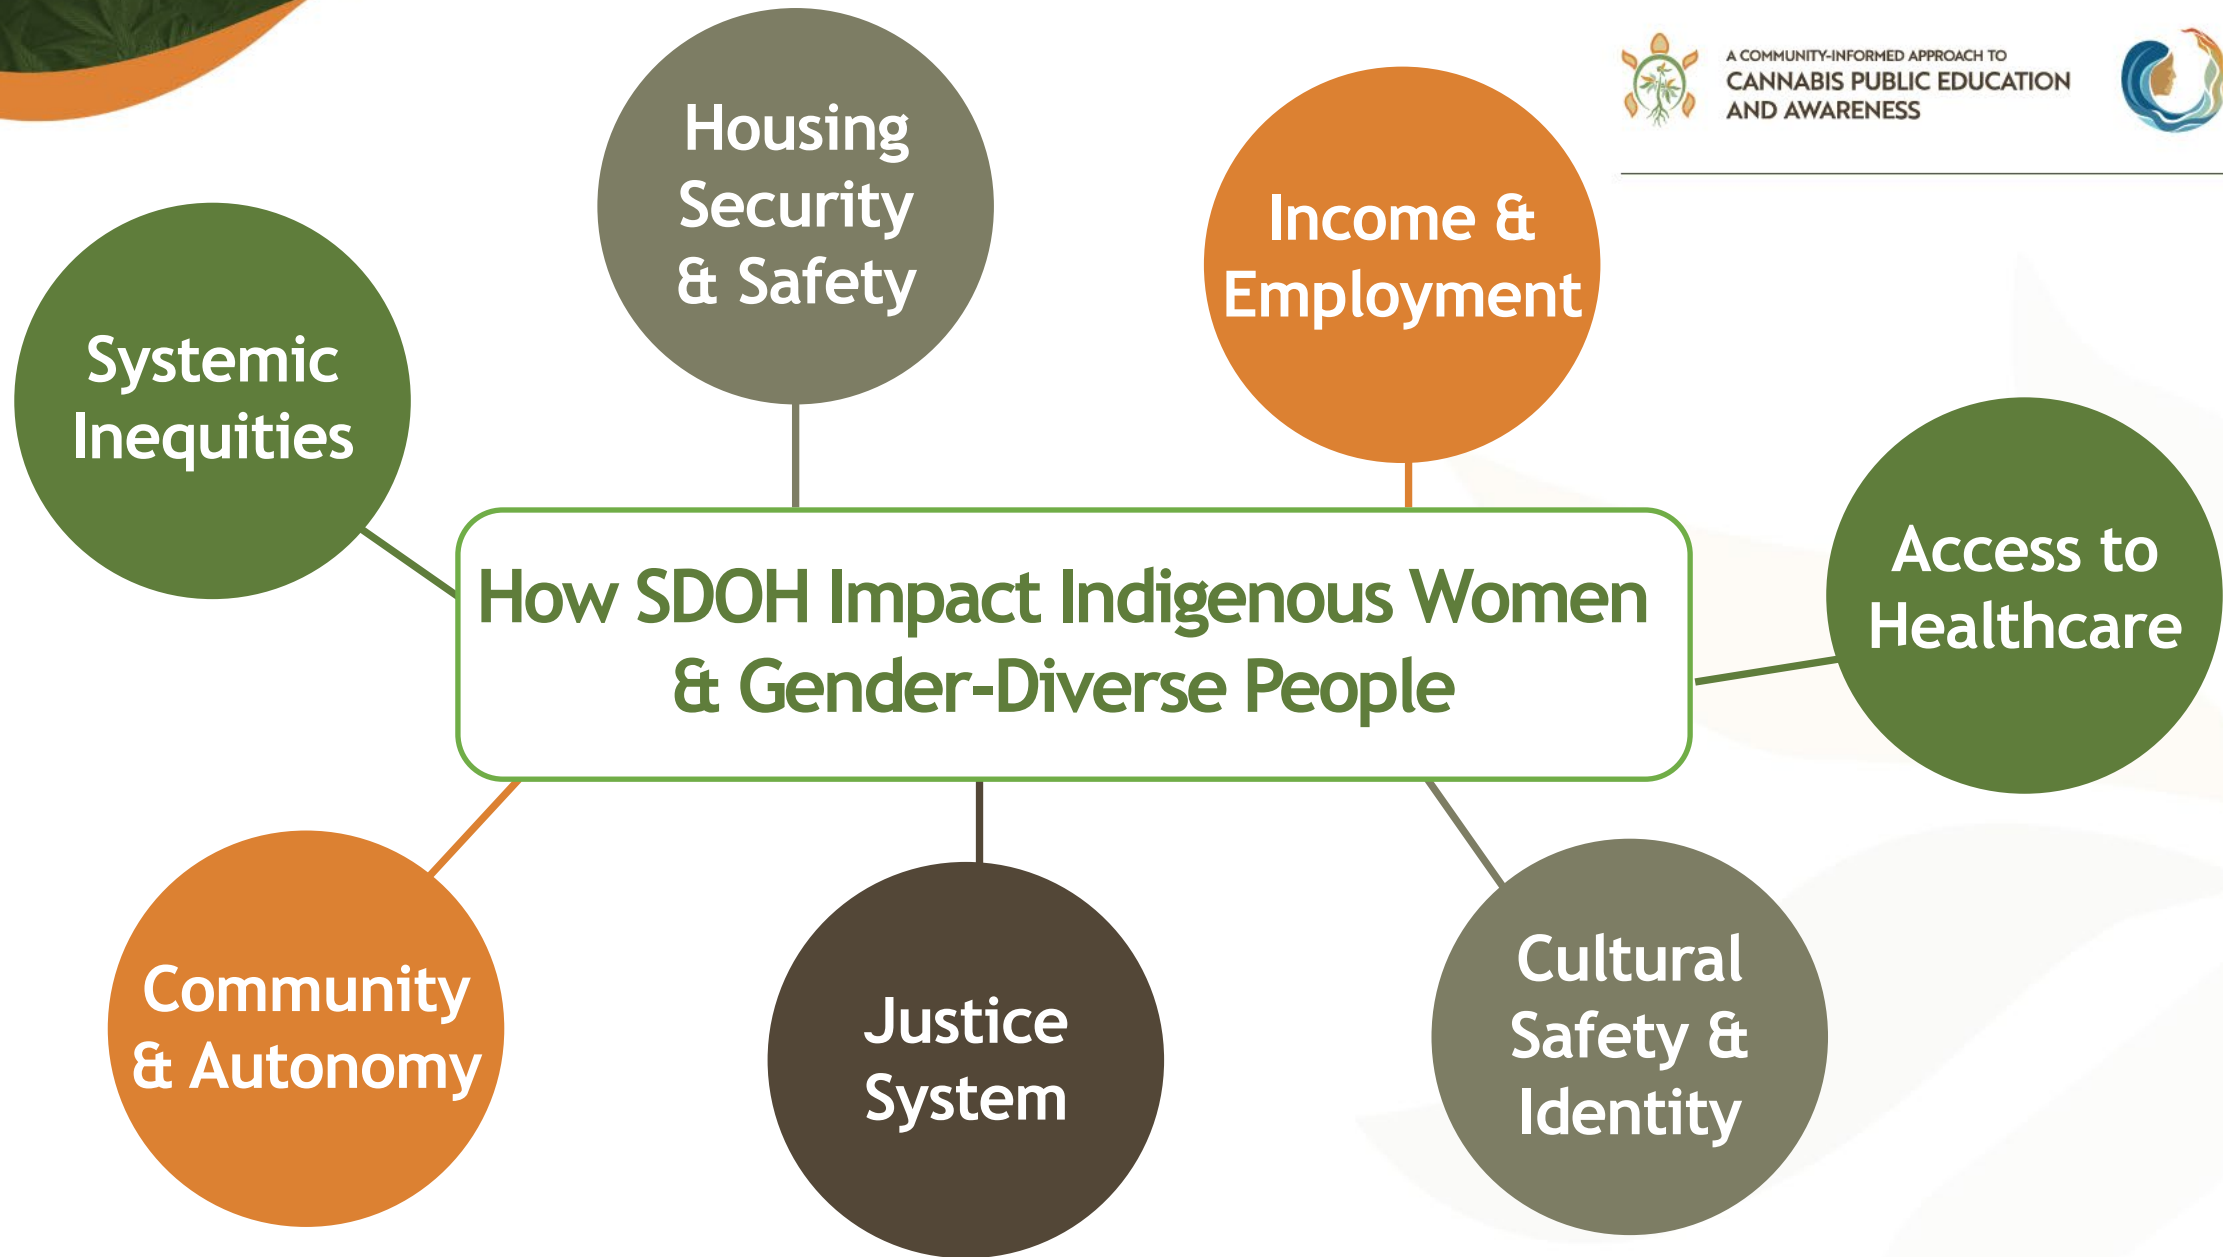 A COMMUNITY-INFORMED APPROACH TO
CANNABIS PUBLIC EDUCATION
AND AWARENESS
Housing
Security
& Safety
Income &
Employment
Systemic
Inequities
Access to
Healthcare
How SDOH Impact Indigenous Women
& Gender-Diverse People
Community
& Autonomy
Justice
System
Cultural
Safety &
Identity